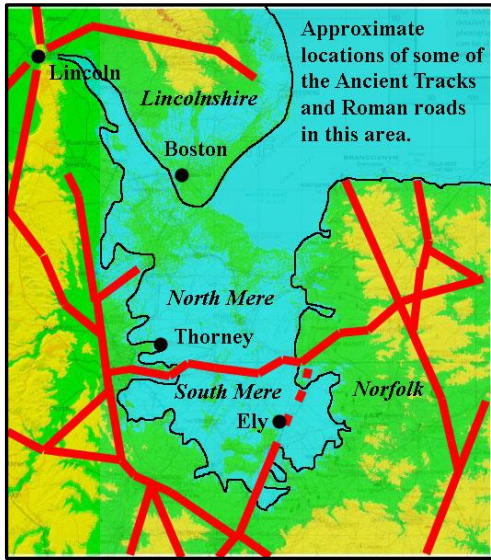 Approximate
locations of some of
the Ancient Tracks
and Roman roads
in this area.
Lincoln
Lincolnshire
Boston
North Mere
Thorney
South Mere
Norfolk
Ely